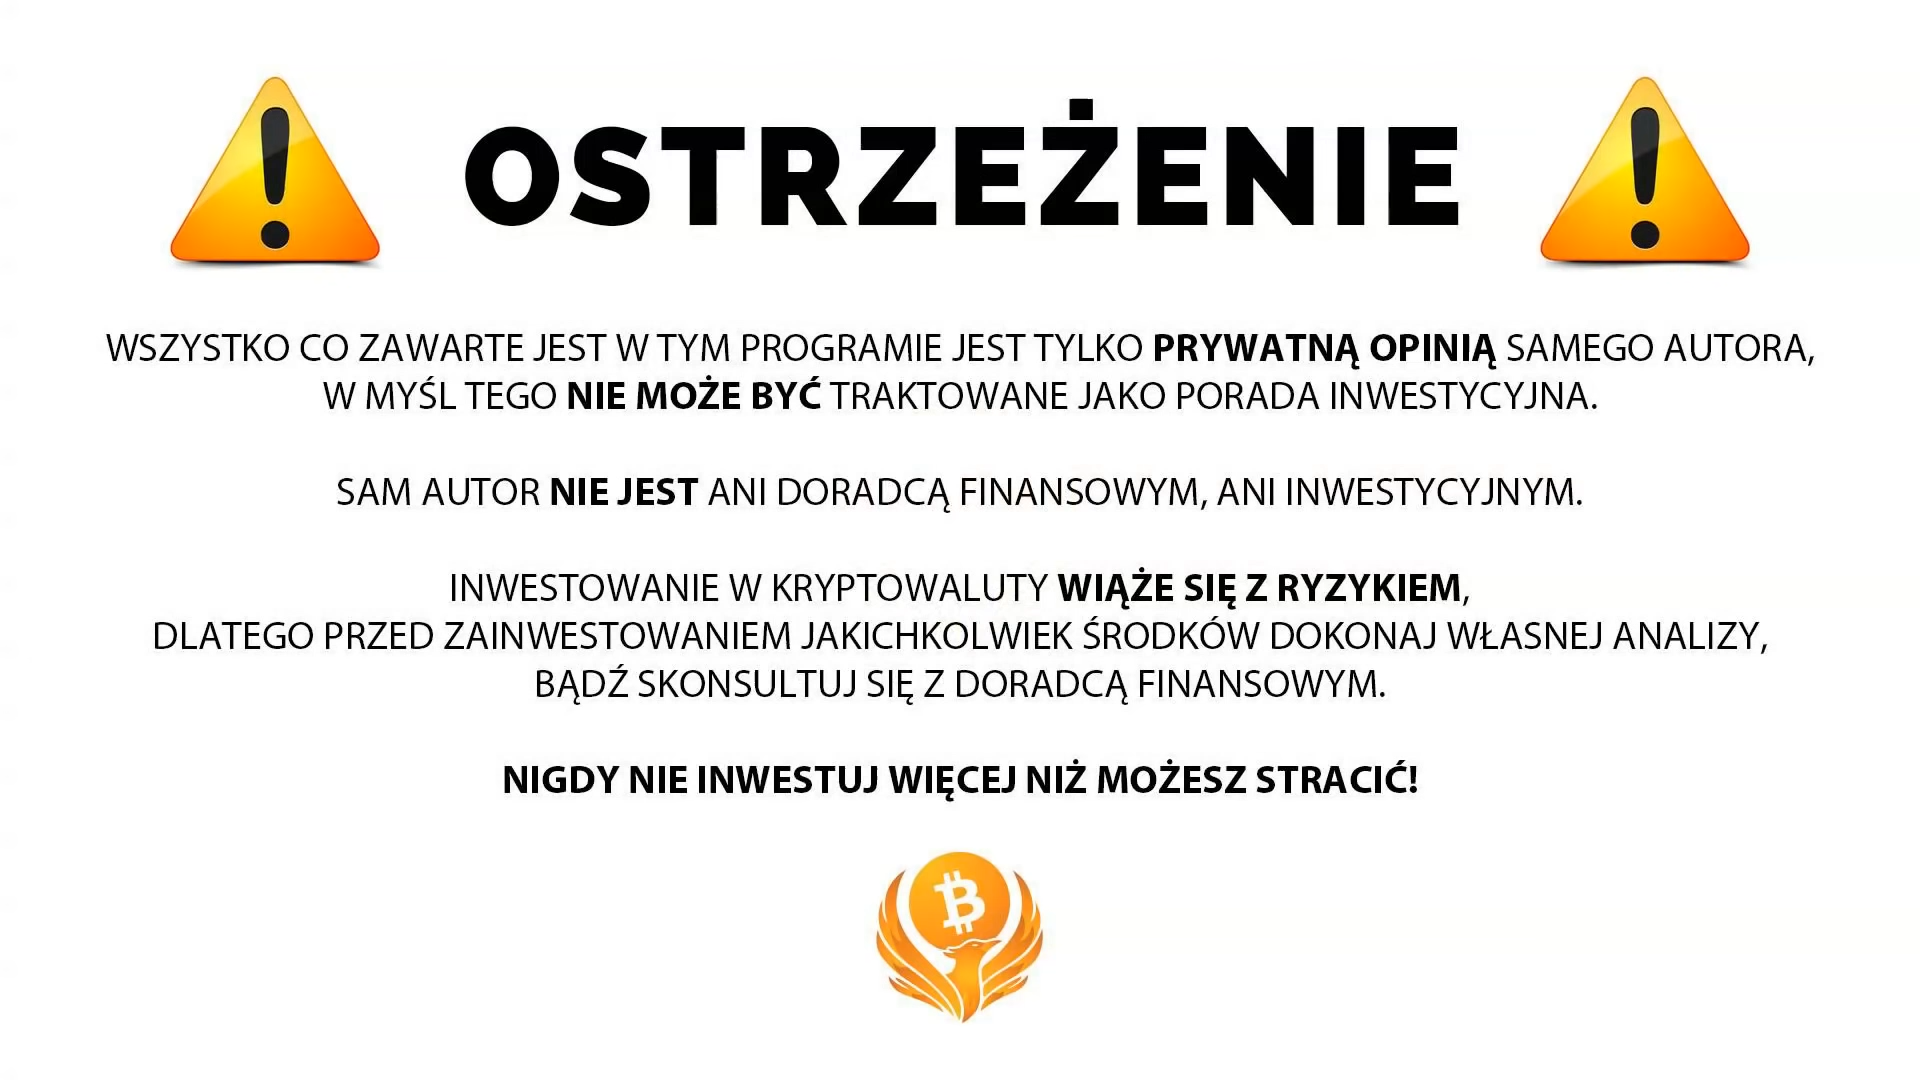 OSTRZEŻENIE
WSZYSTKO CO ZAWARTE JEST W TYM PROGRAMIE JEST TYLKO PRYWATNĄ OPINIĄ SAMEGO AUTORA,
W MYŚL TEGO NIE MOŻE BYĆ TRAKTOWANE JAKO PORADA INWESTYCYJNA.
SAM AUTOR NIE JEST ANI DORADCĄ FINANSOWYM, ANI INWESTYCYJNYM.
INWESTOWANIE W KRYPTOWALUTY WIĄŻE SIĘ Z RYZYKIEM,
DLATEGO PRZED ZAINWESTOWANIEM JAKICHKOLWIEK ŚRODKÓW DOKONAJ WŁASNEJ ANALIZY,
BĄDŹ SKONSULTUJ SIĘ Z DORADCĄ FINANSOWYM.
NIGDY NIE INWESTUJ WIĘCEJ NIŻ MOŻESZ STRACIĆ!